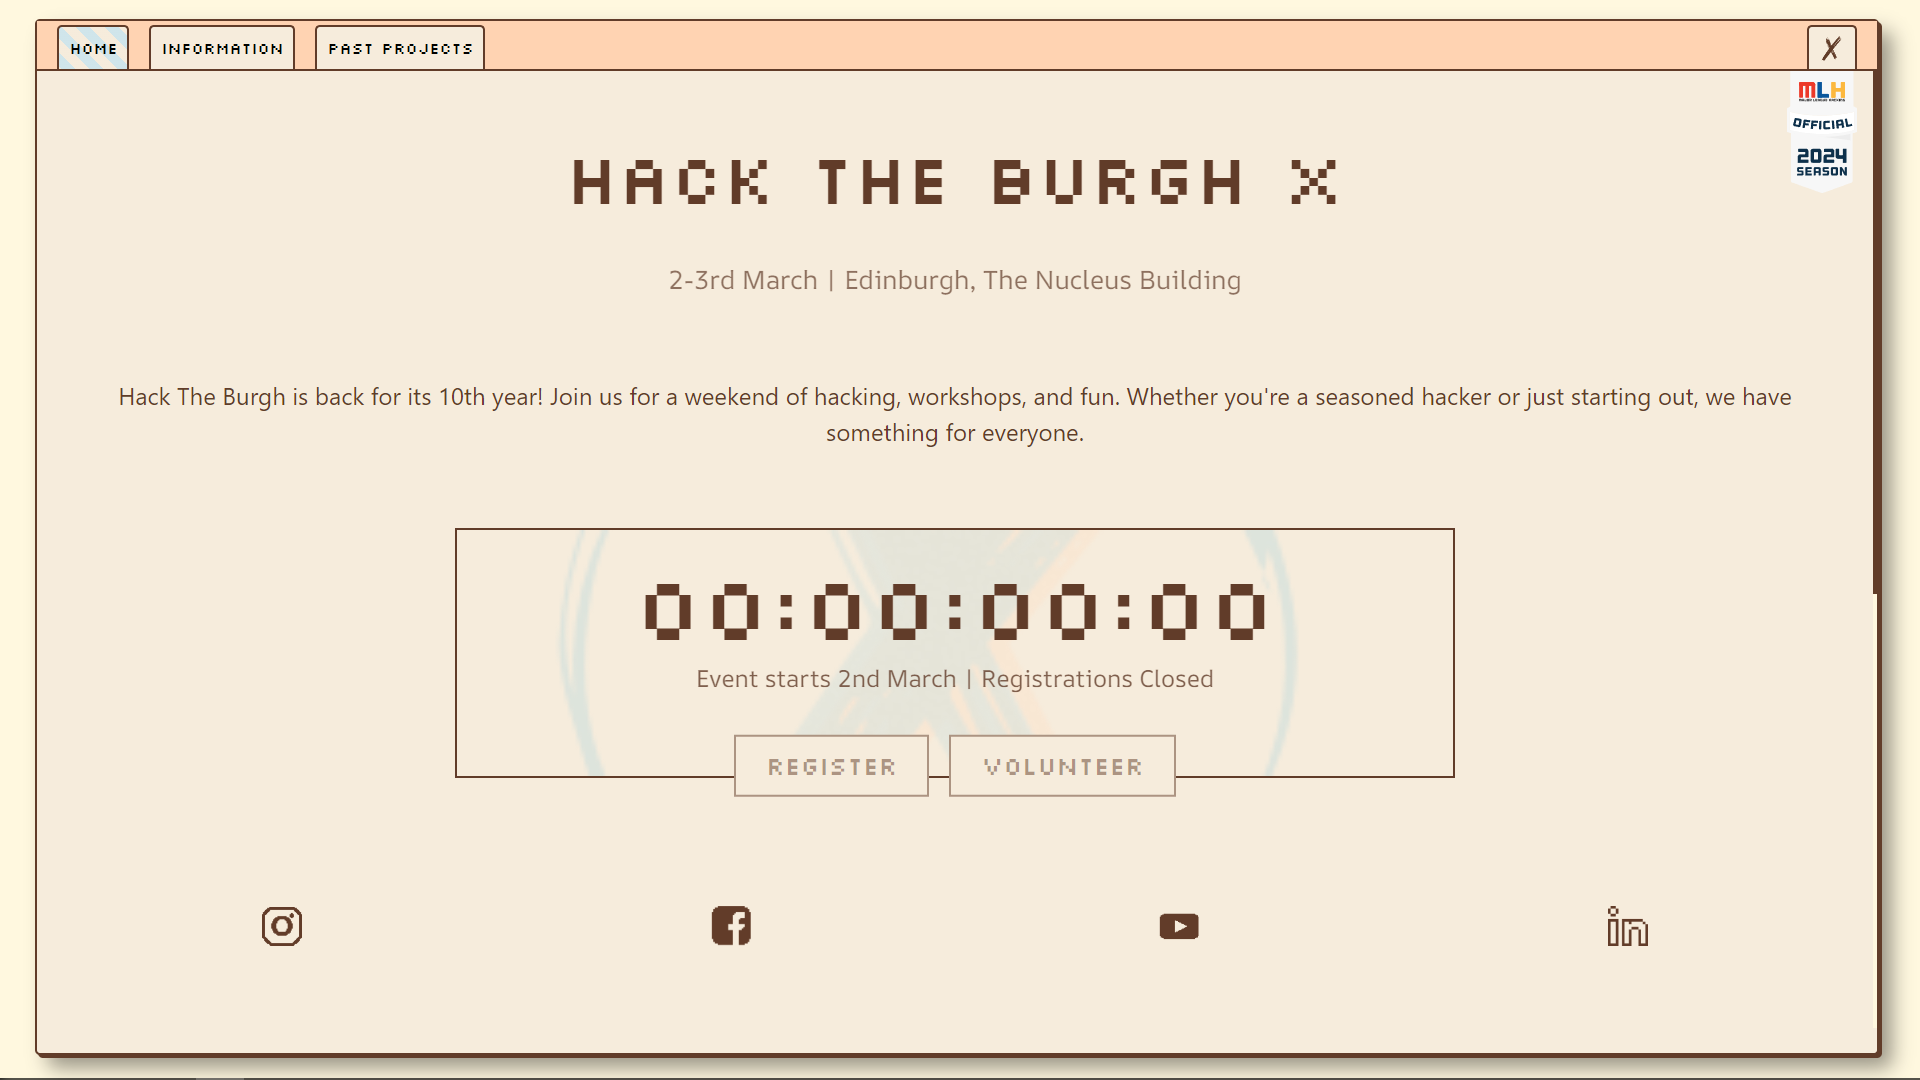 HOME INFORMATION PAST PROJECTS X
MLH
MAJOR LEAGUE HACKING
OFFICIAL
2024
SEASON
HACK THE BURGH X
2-3rd March | Edinburgh, The Nucleus Building
Hack The Burgh is back for its 10th year! Join us for a weekend of hacking, workshops, and fun. Whether you're a seasoned hacker or just starting out, we have
something for everyone.
00:00:00:00
Event starts 2nd March | Registrations Closed
REGISTER VOLUNTEER